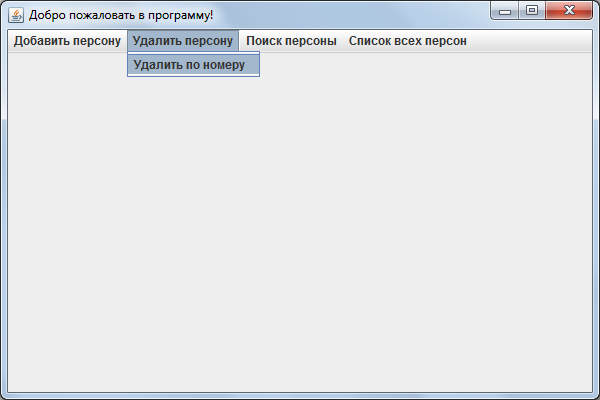 Добро пожаловать в программу!
Добавить персону Удалить персону Поиск персоны Список всех персон
Удалить по номеру